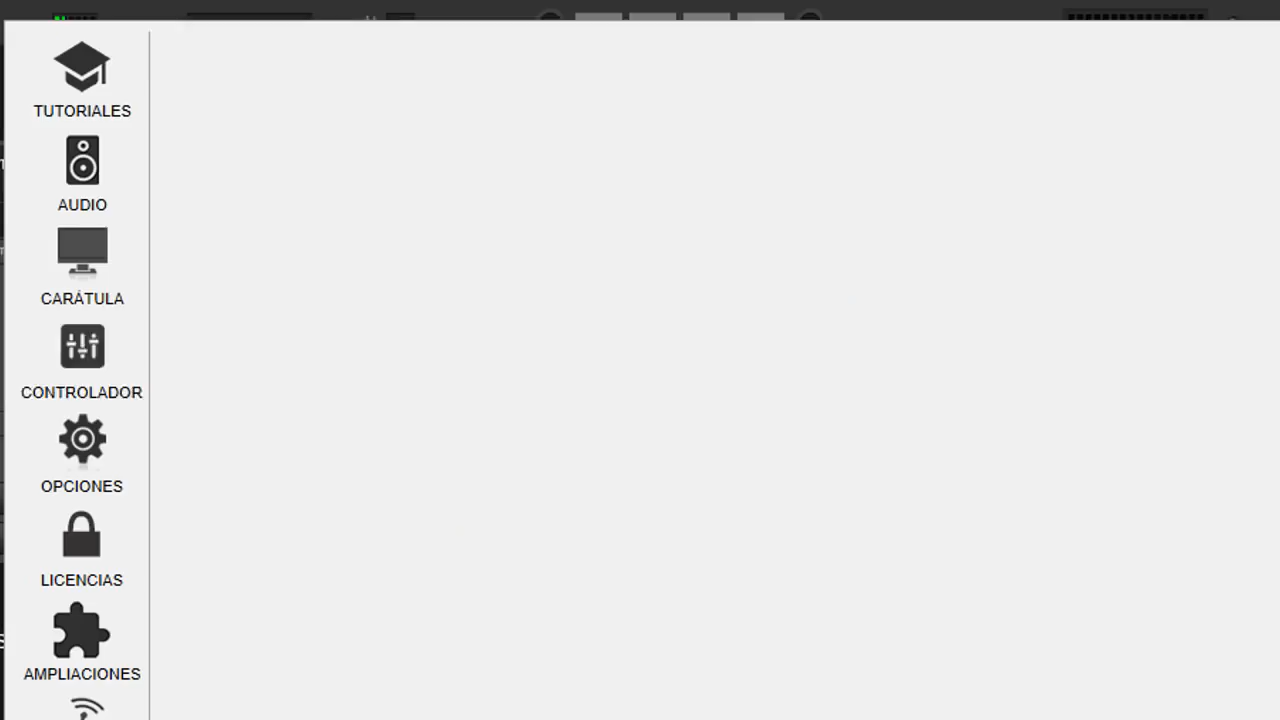 TUTORIALES
AUDIO
CARÁTULA
CONTROLADOR
OPCIONES
LICENCIAS
AMPLIACIONES